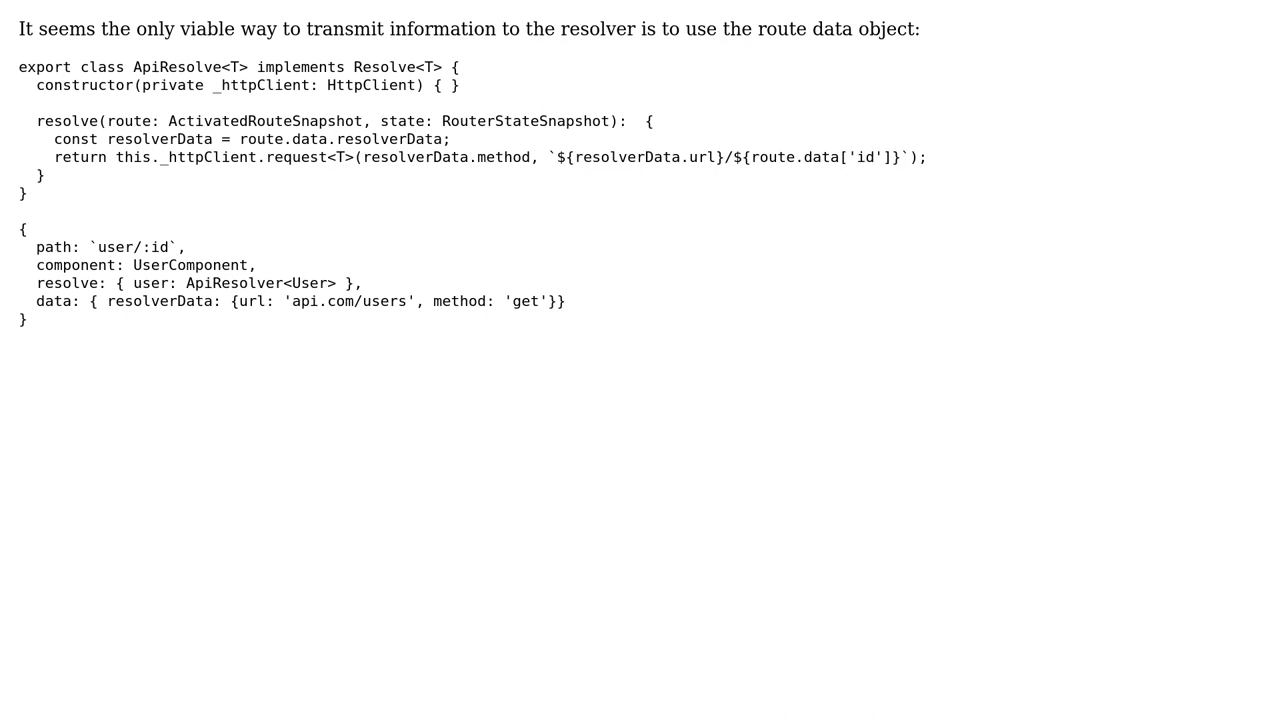 It seems the only viable way to transmit information to the resolver is to use the route data object:
export class ApiResolve<T> implements Resolve<T> {
  constructor(private _httpClient: HttpClient) { }

  resolve(route: ActivatedRouteSnapshot, state: RouterStateSnapshot):  {
    const resolverData = route.data.resolverData;
    return this._httpClient.request<T>(resolverData.method, `${resolverData.url}/${route.data['id']}`);
  }
}

{
  path: `user/:id`,
  component: UserComponent,
  resolve: { user: ApiResolver<User> },
  data: { resolverData: {url: 'api.com/users', method: 'get'}}
}